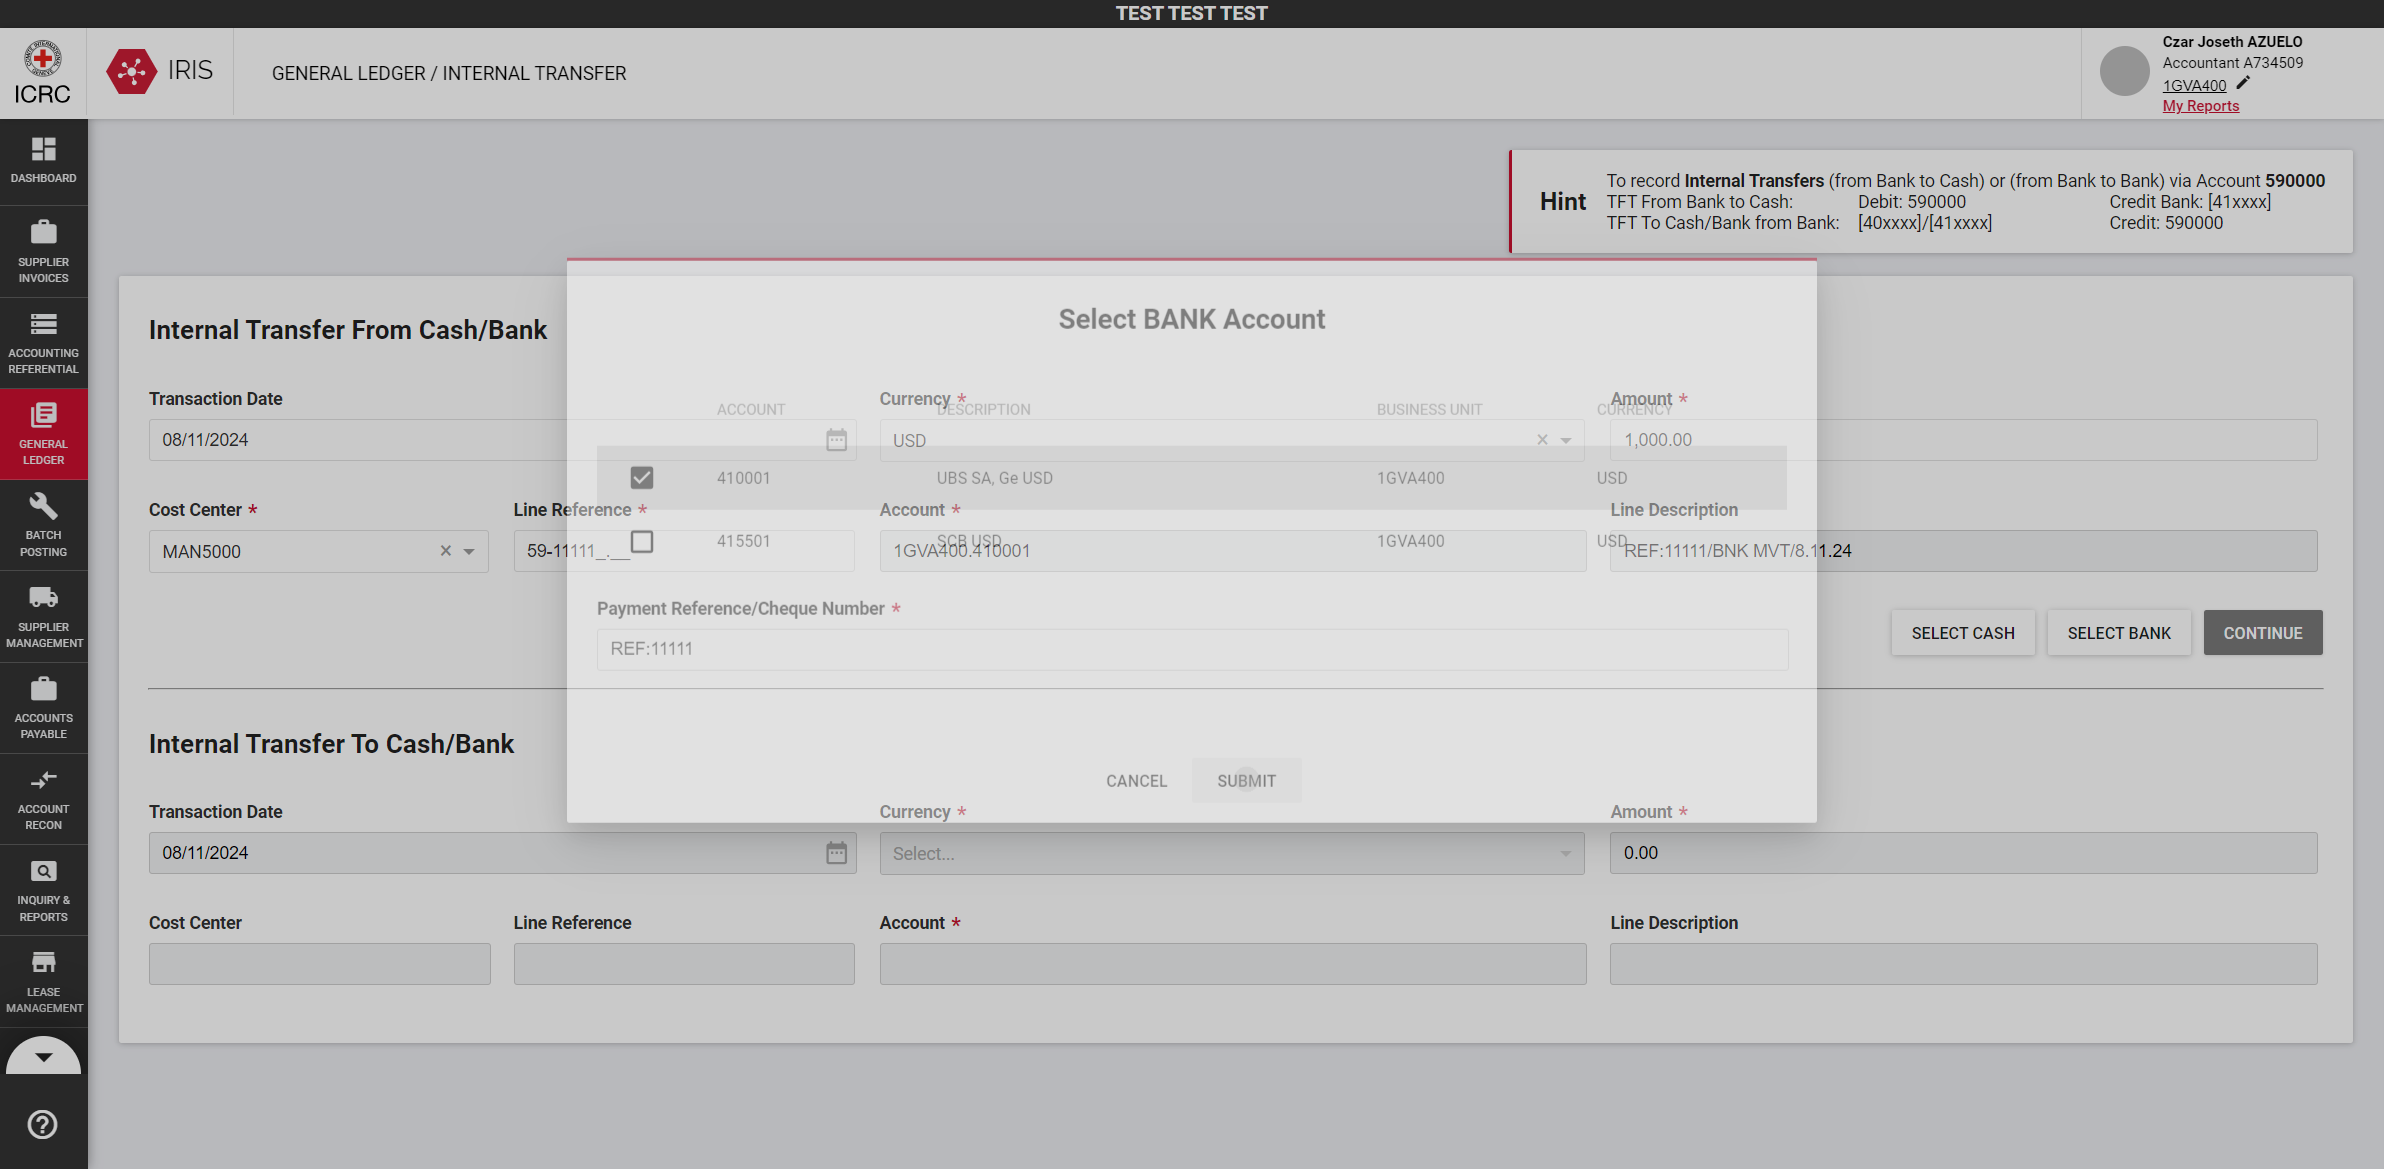 TEST TEST TEST
ICRC
IRIS
GENERAL LEDGER / INTERNAL TRANSFER
Czar Joseth AZUELO
Accountant A734509
1GVA400
My Reports
DASHBOARD
SUPPLIER
INVOICES
ACCOUNTING
REFERENTIAL
GENERAL
LEDGER
BATCH
POSTING
SUPPLIER
MANAGEMENT
ACCOUNTS
PAYABLE
ACCOUNT
RECON
INQUIRY &
REPORTS
LEASE
MANAGEMENT
Hint
To record Internal Transfers (from Bank to Cash) or (from Bank to Bank) via Account 590000
TFT From Bank to Cash: Debit: 590000 Credit Bank: [41xxxx]
TFT To Cash/Bank from Bank: [40xxxx]/[41xxxx] Credit: 590000
Internal Transfer From Cash/Bank
Transaction Date Currency * Amount *
08/11/2024 USD 1,000.00
Cost Center * Line Reference * Account * Line Description
MAN5000 59-11111_.__ 1GVA400.410001 REF:11111/BNK MVT/8.11.24
SELECT CASH SELECT BANK CONTINUE
Select BANK Account
ACCOUNT DESCRIPTION BUSINESS UNIT CURRENCY
410001 UBS SA, Ge USD 1GVA400 USD
415501 SCB USD 1GVA400 USD
Payment Reference/Cheque Number *
REF:11111
CANCEL SUBMIT
Internal Transfer To Cash/Bank
Transaction Date Currency * Amount *
08/11/2024 Select... 0.00
Cost Center Line Reference Account * Line Description